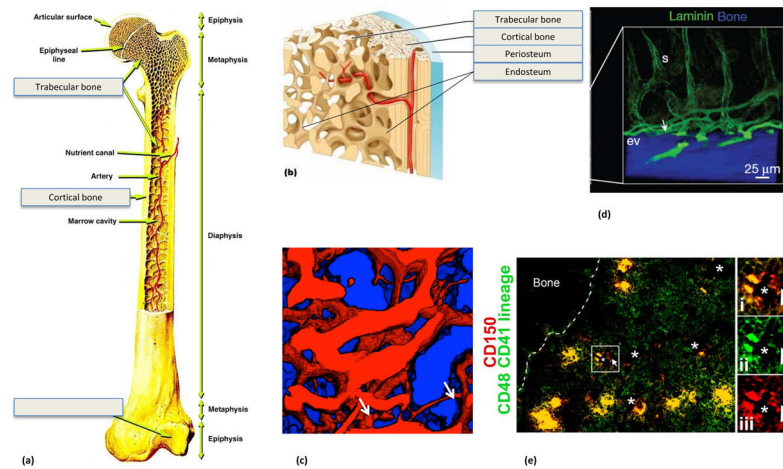 Articular surface
Epiphyseal
line
Trabecular bone
Nutrient canal
Artery
Cortical bone
Marrow cavity
Epiphysis
Metaphysis
Diaphysis
Metaphysis
Epiphysis
(a)
Trabecular bone
Cortical bone
Periosteum
Endosteum
(b)
(c)
Laminin Bone
s
ev
25 µm
(d)
(e)
CD150
CD48 CD41 lineage
Bone
*
*
*
*
*
i
*
ii
*
iii
*